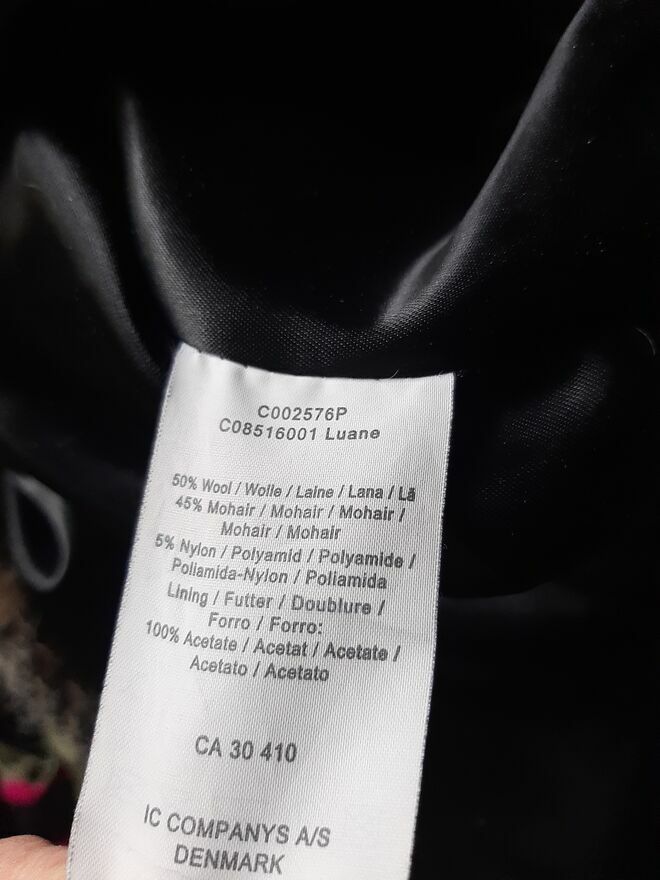 C002576P
C08516001 Luane
50% Wool / Wolle / Laine / Lana / Lã
45% Mohair / Mohair / Mohair /
Mohair / Mohair
5% Nylon / Polyamid / Polyamide /
Poliamida-Nylon / Poliamida
Lining / Futter / Doublure /
Forro / Forro:
100% Acetate / Acetat / Acetate /
Acetato / Acetato
CA 30 410
IC COMPANYS A/S
DENMARK